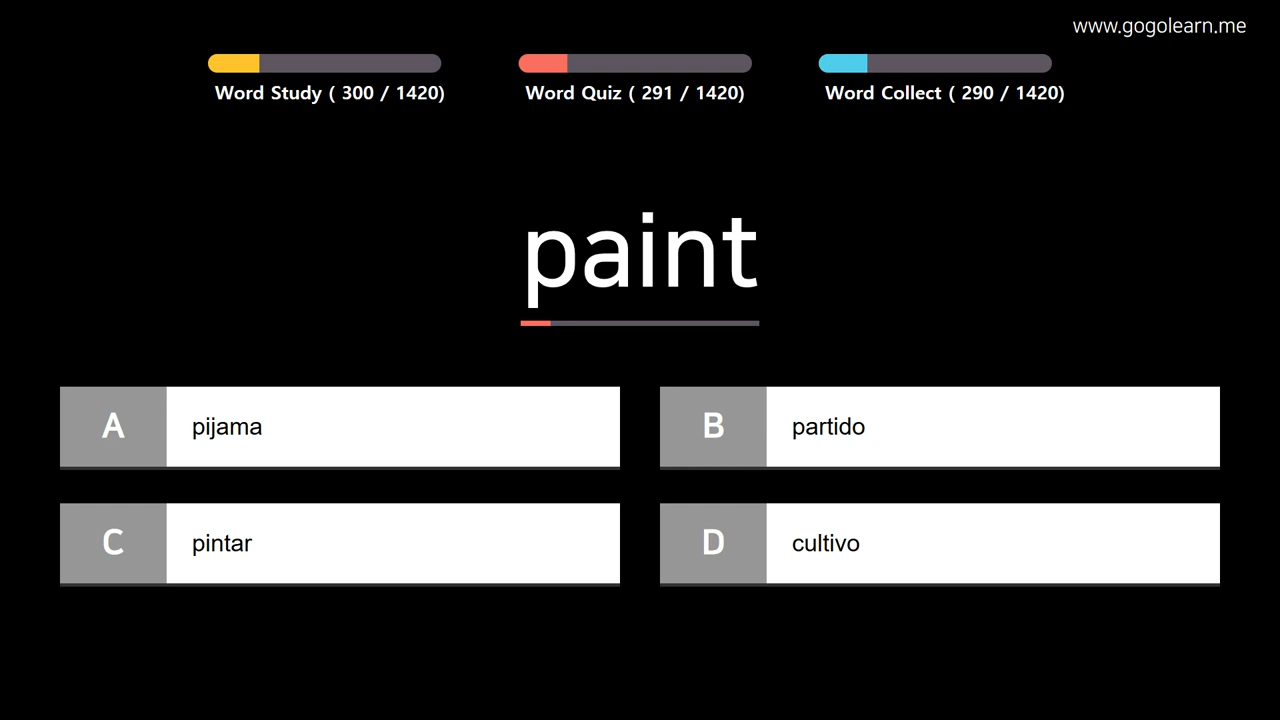 www.gogolearn.me
Word Study ( 300 / 1420)
Word Quiz ( 291 / 1420)
Word Collect ( 290 / 1420)
paint
A pijama
B partido
C pintar
D cultivo